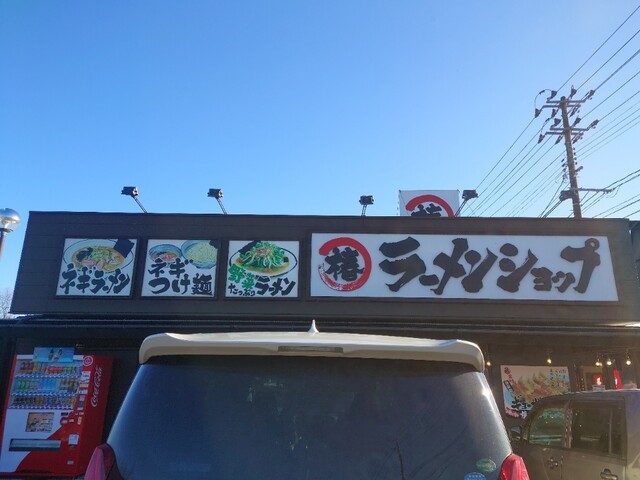 ネギラーメン
ネギ
つけ麺
野菜
たっぷり
ラーメン
椿
ラーメンショップ
椿